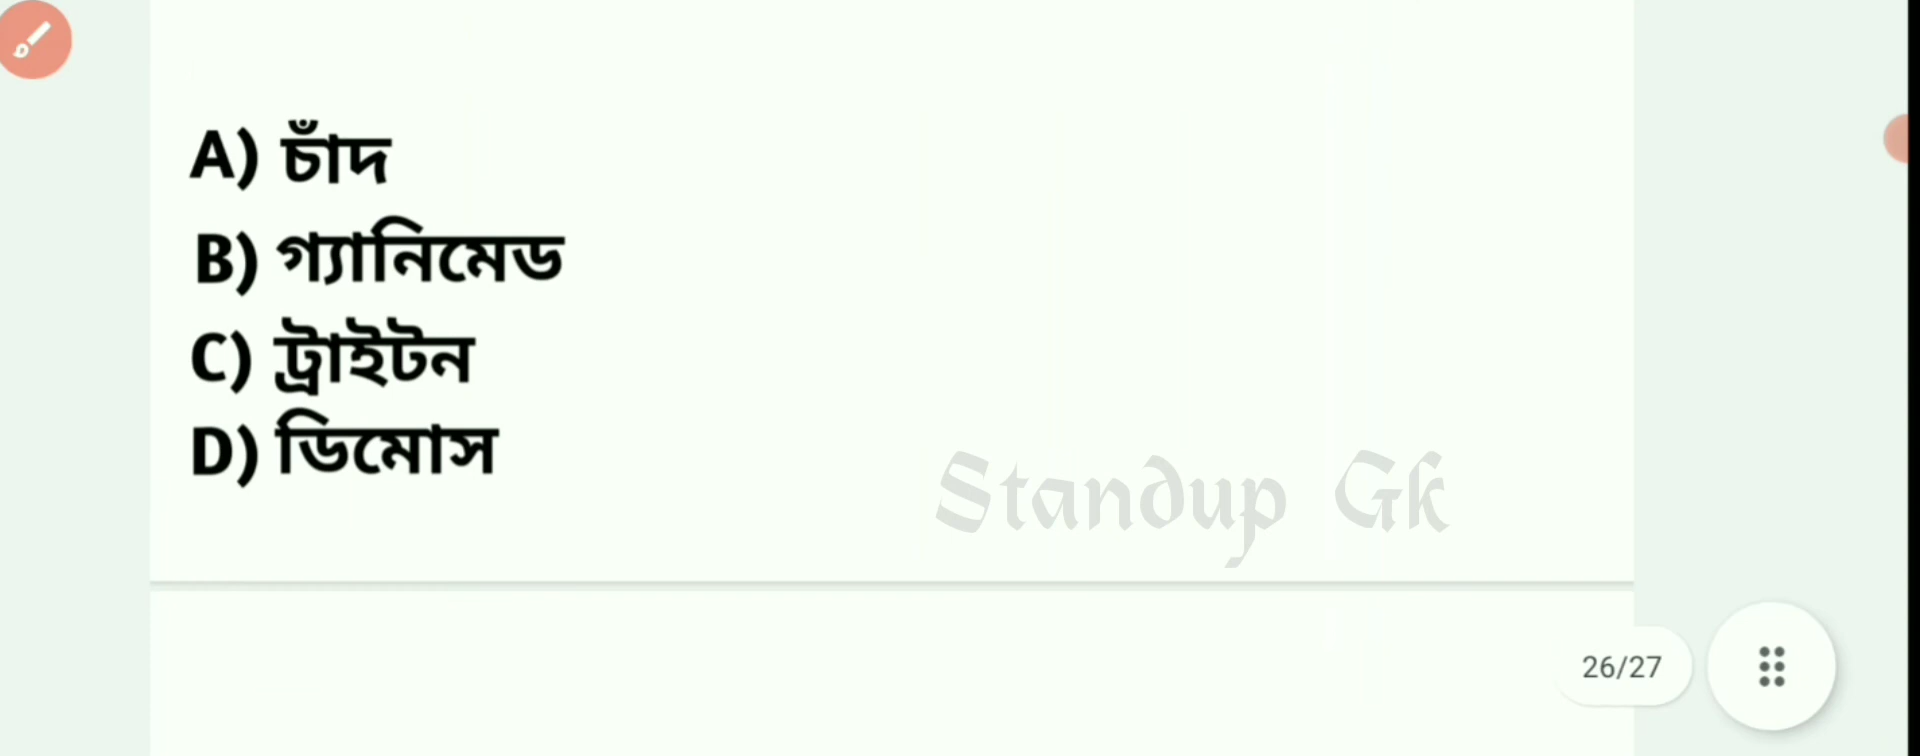 A) চাঁদ
B) গ্যানিমেড
C) ট্রাইটন
D) ডিমোস
Standup Gk
26/27